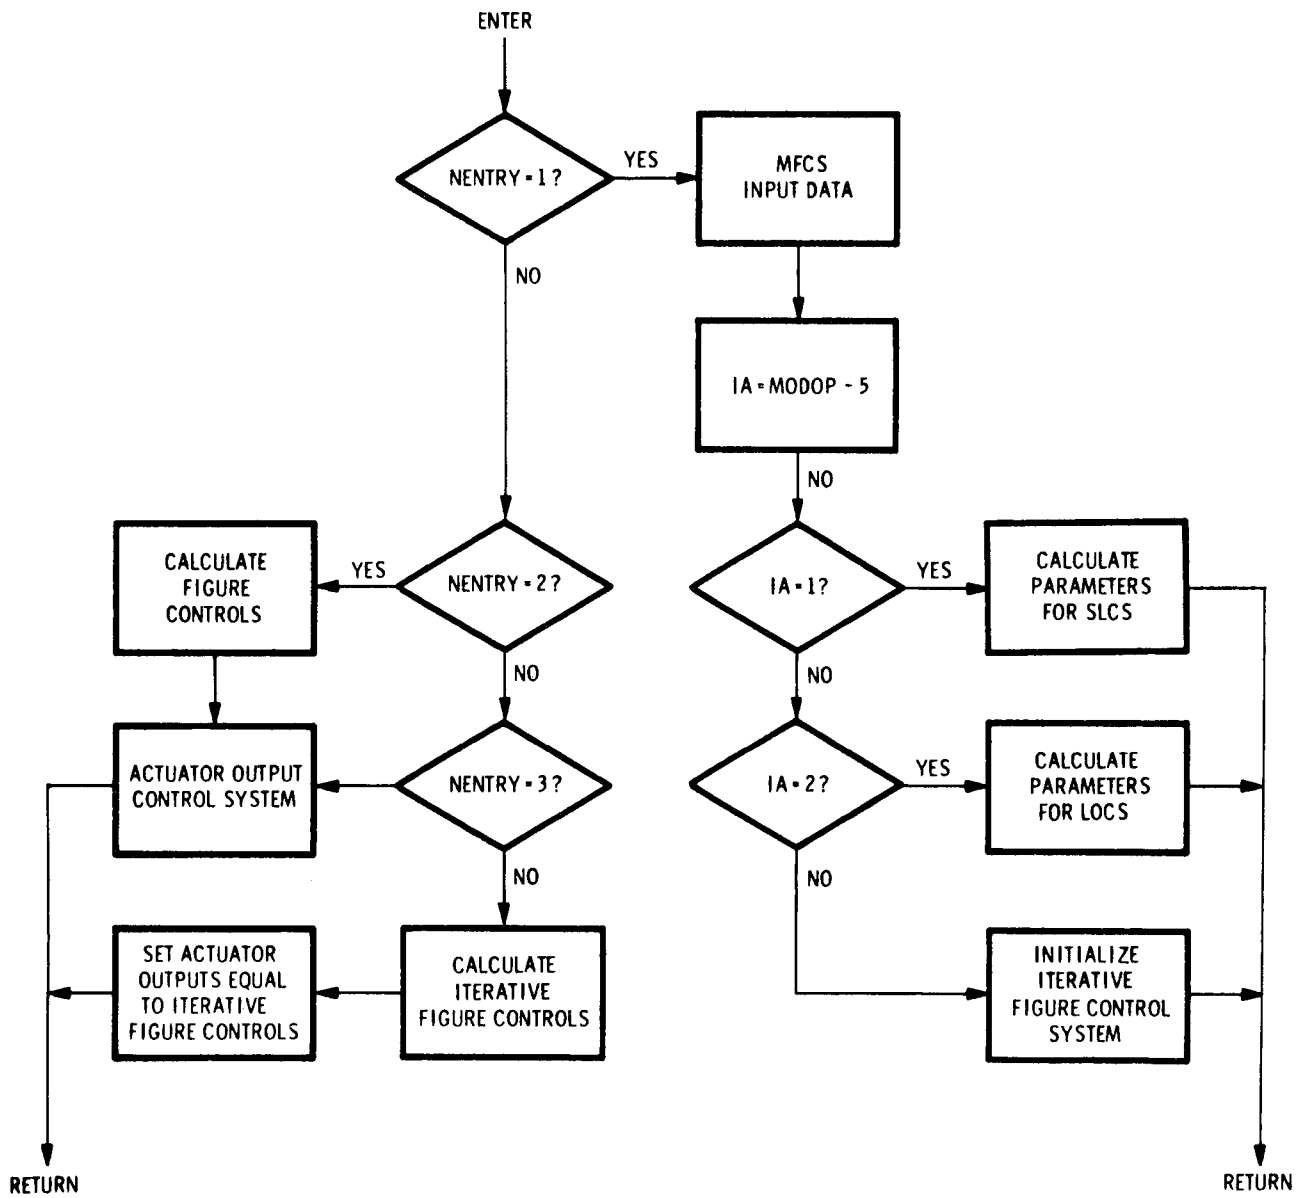 ENTER
NENTRY = 1?
YES
MFCS
INPUT DATA
NO
IA = MODOP - 5
NO
CALCULATE
FIGURE
CONTROLS
YES
NENTRY = 2?
IA = 1?
YES
CALCULATE
PARAMETERS
FOR SLCS
NO
NO
ACTUATOR OUTPUT
CONTROL SYSTEM
NENTRY = 3?
IA = 2?
YES
CALCULATE
PARAMETERS
FOR LOCS
NO
NO
SET ACTUATOR
OUTPUTS EQUAL
TO ITERATIVE
FIGURE CONTROLS
CALCULATE
ITERATIVE
FIGURE CONTROLS
INITIALIZE
ITERATIVE
FIGURE CONTROL
SYSTEM
RETURN
RETURN